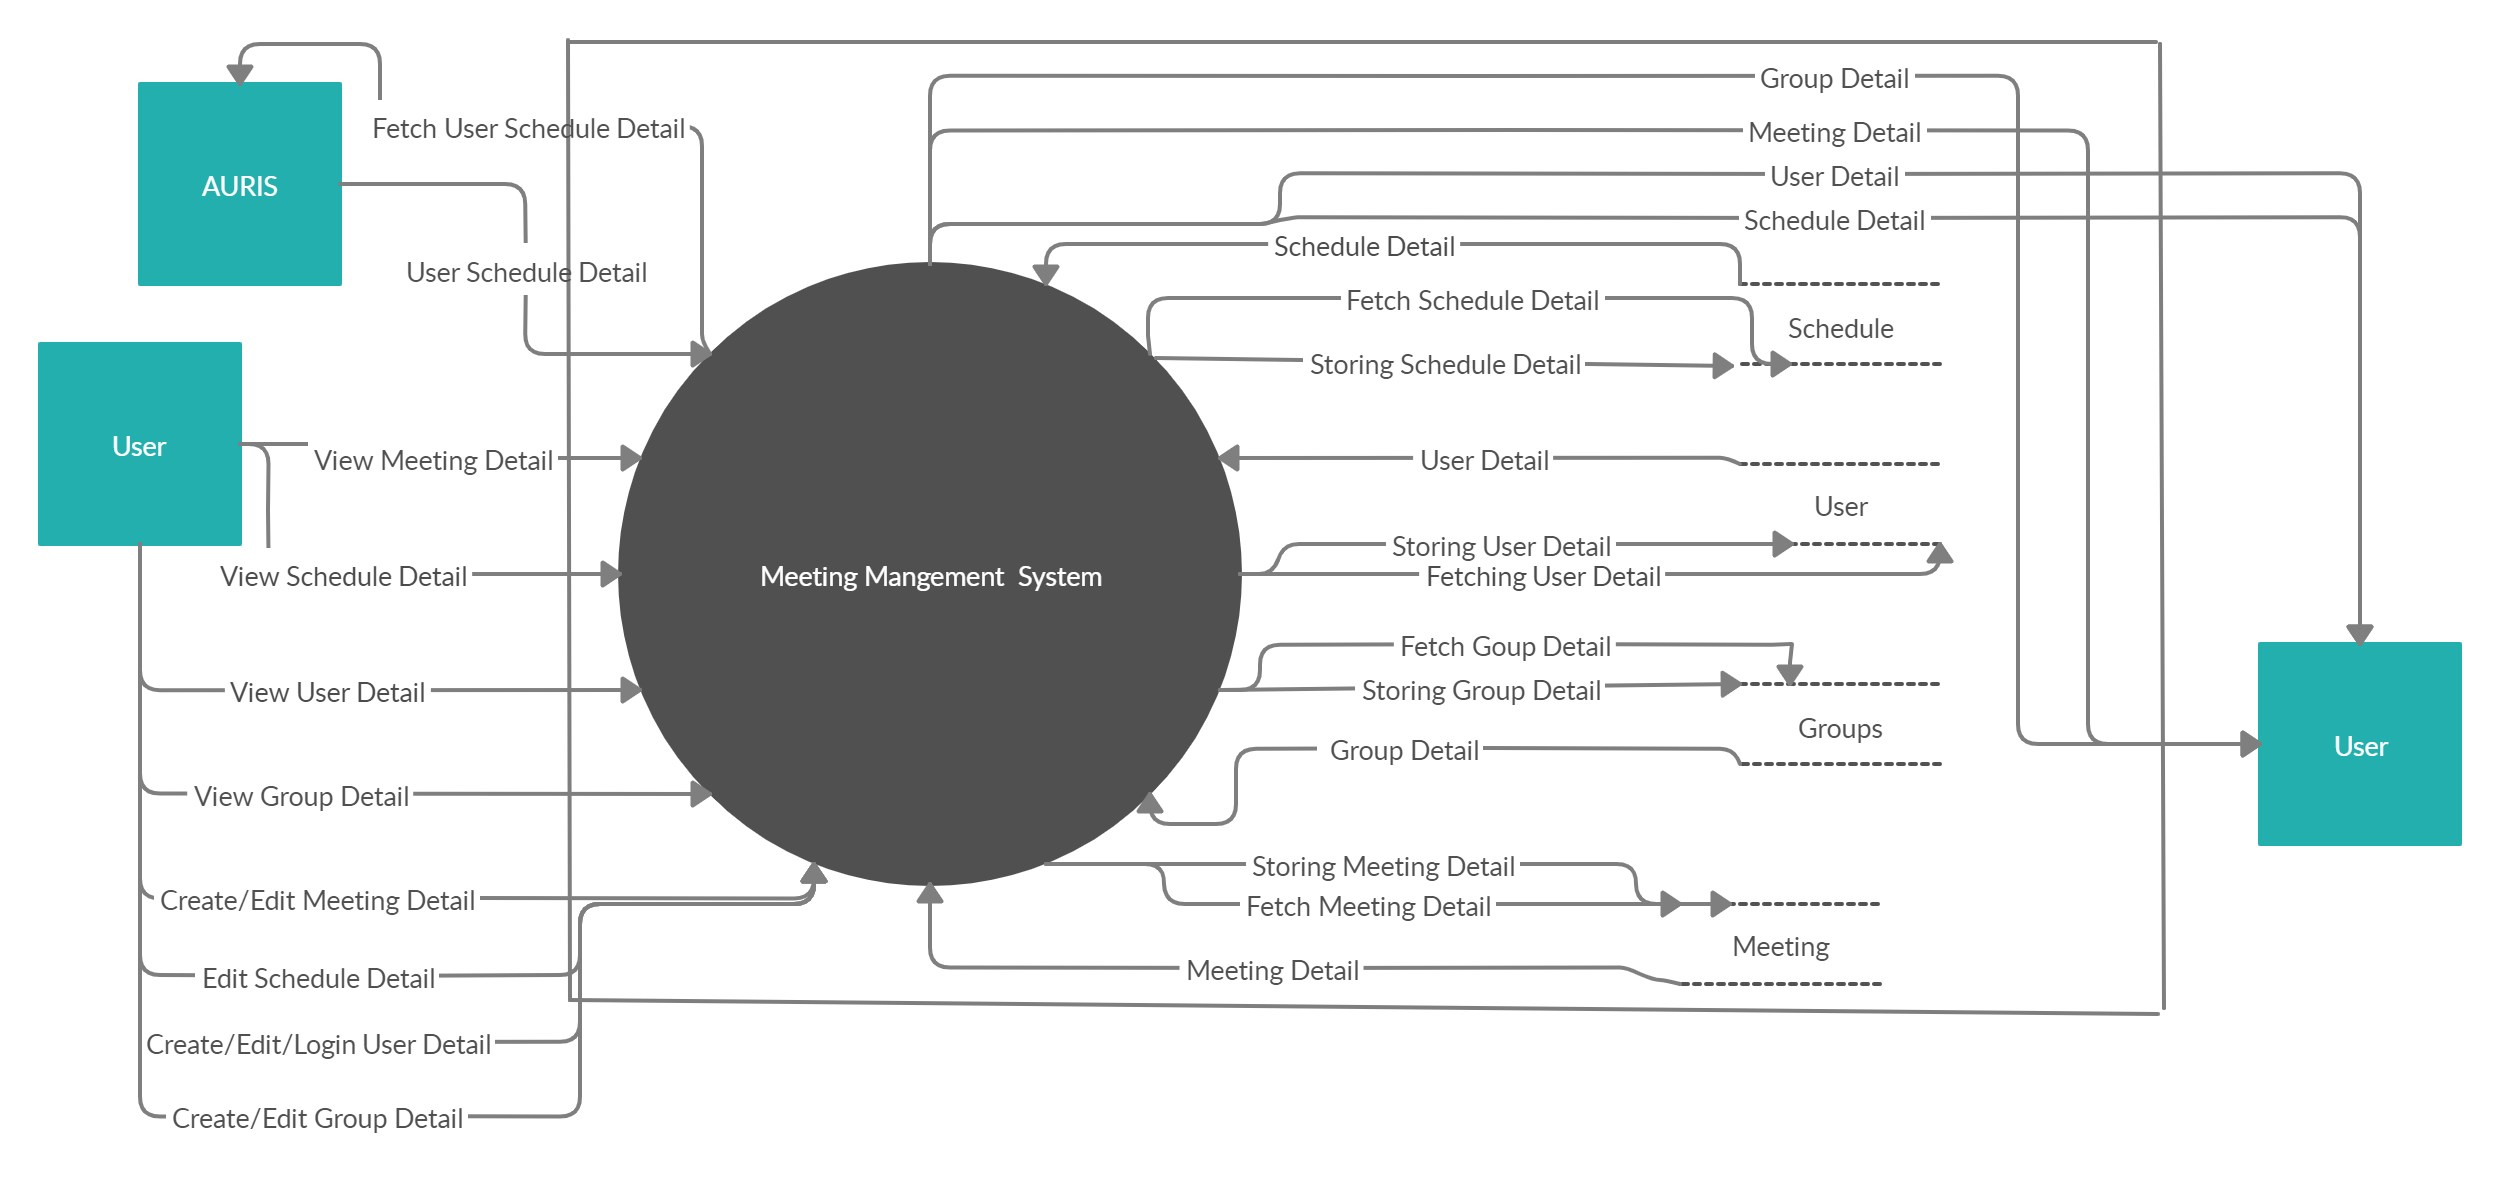 Group Detail
Fetch User Schedule Detail
Meeting Detail
AURIS
User Detail
Schedule Detail
Schedule Detail
User Schedule Detail
Fetch Schedule Detail
Schedule
Storing Schedule Detail
User
View Meeting Detail
User Detail
User
Storing User Detail
View Schedule Detail
Meeting Mangement System
Fetching User Detail
Fetch Goup Detail
View User Detail
Storing Group Detail
Groups
User
Group Detail
View Group Detail
Storing Meeting Detail
Create/Edit Meeting Detail
Fetch Meeting Detail
Meeting
Edit Schedule Detail
Meeting Detail
Create/Edit/Login User Detail
Create/Edit Group Detail